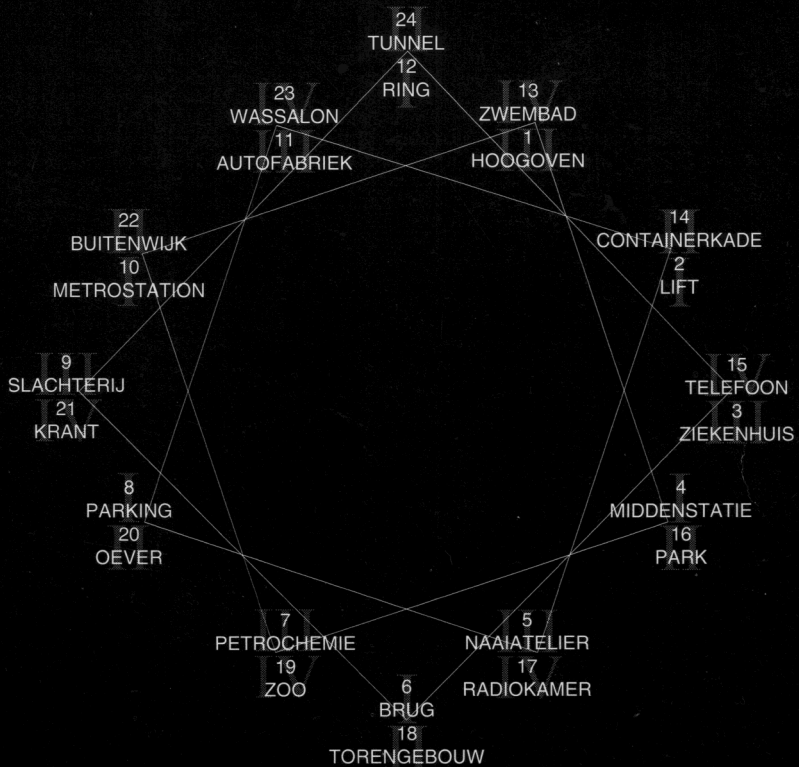 24
TUNNEL
12
RING
23
WASSALON
11
AUTOFABRIEK
13
ZWEMBAD
1
HOOGOVEN
22
BUITENWIJK
10
METROSTATION
14
CONTAINERKADE
2
LIFT
9
SLACHTERIJ
21
KRANT
15
TELEFOON
3
ZIEKENHUIS
8
PARKING
20
OEVER
4
MIDDENSTATIE
16
PARK
7
PETROCHEMIE
19
ZOO
5
NAAIATELIER
17
RADIOKAMER
6
BRUG
18
TORENGEBOUW